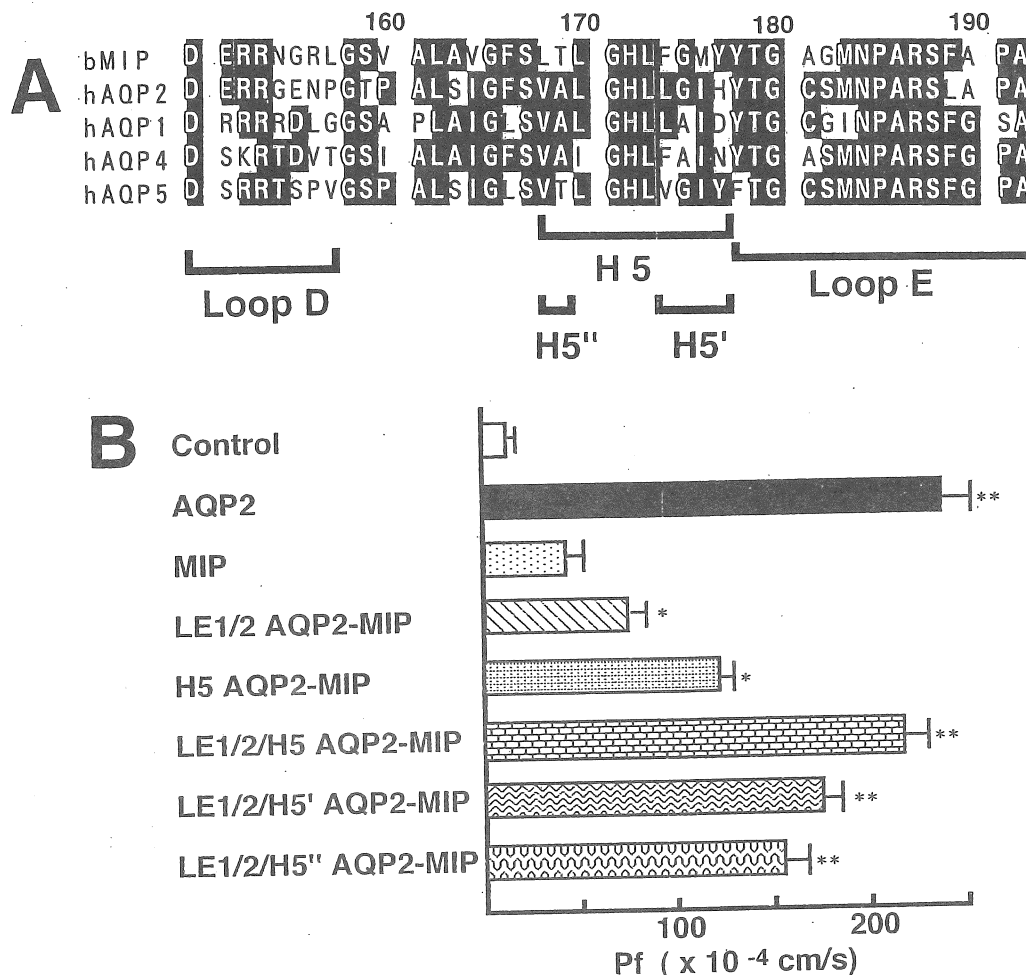 A
160 170 180 190
bMIP D ERRNGRLGSV ALAVGFSLTL GHLFGMYYTG AGMNPARSFA PA
hAQP2 D ERRGENPGTP ALSIGFSVAL GHLLGIHYTG CSMNPARSLA PA
hAQP1 D RRRRDLGGSA PLAIGLSVAL GHLLAIDYTG CGINPARSFG SA
hAQP4 D SKRTDVTGSI ALAIGFSVAI GHLFAINYTG ASMNPARSFG PA
hAQP5 D SRRTSPVGSP ALSIGLSVTL GHLVGIYFTG CSMNPARSFG PA
Loop D H 5 Loop E
H5" H5'
B
Control
AQP2 **
MIP
LE1/2 AQP2-MIP *
H5 AQP2-MIP *
LE1/2/H5 AQP2-MIP **
LE1/2/H5' AQP2-MIP **
LE1/2/H5" AQP2-MIP **
100 200
Pf ( x 10 -4 cm/s)